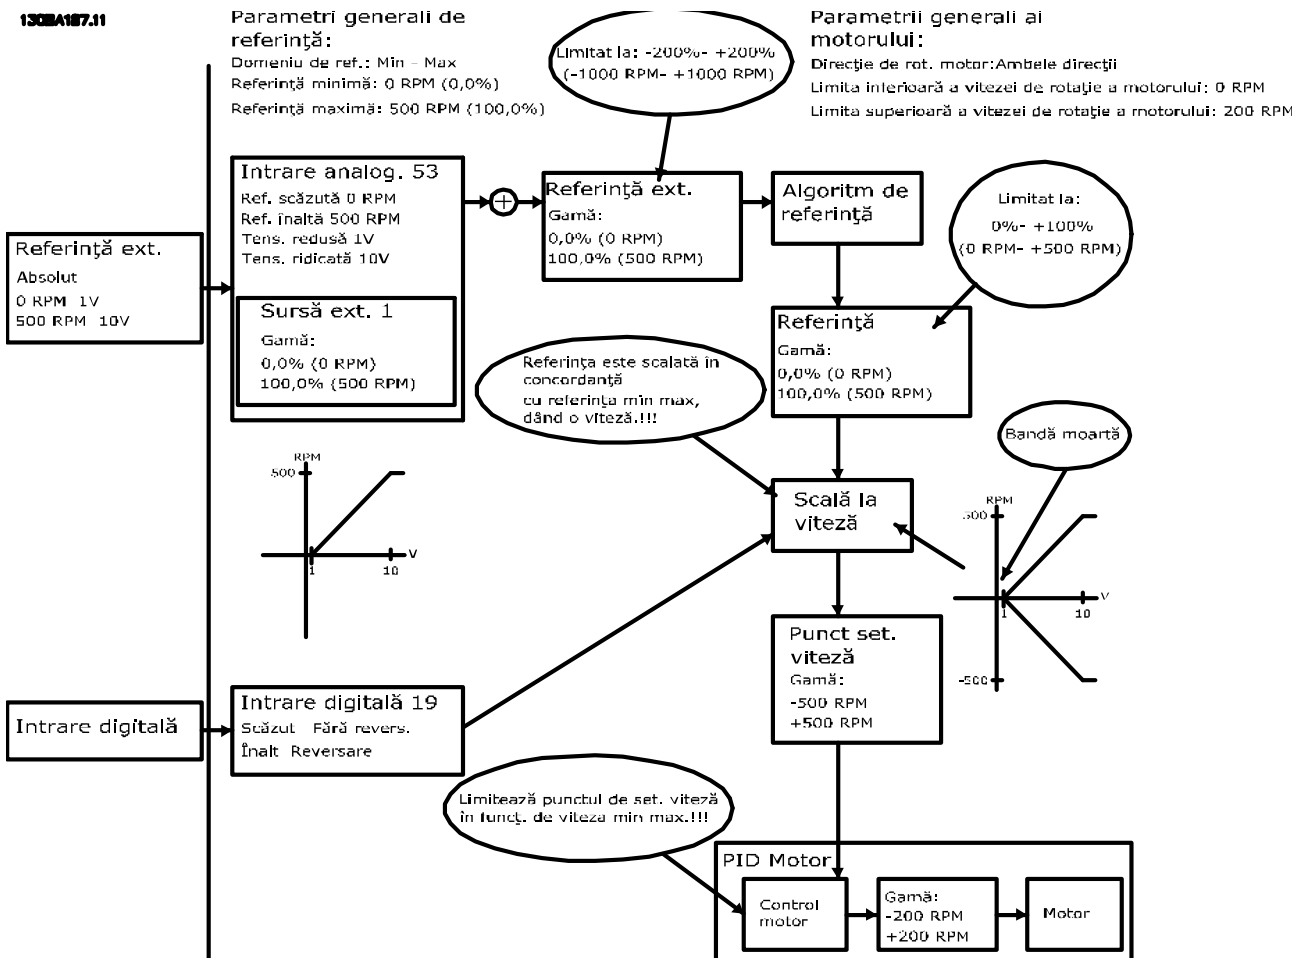 130BA187.11
Parametri generali de
referinţă:
Domeniu de ref.: Min - Max
Referinţă minimă: 0 RPM (0,0%)
Referinţă maximă: 500 RPM (100,0%)
Limitat la: -200%- +200%
(-1000 RPM- +1000 RPM)
Parametrii generali ai
motorului:
Direcţie de rot. motor:Ambele direcţii
Limita inferioară a vitezei de rotaţie a motorului: 0 RPM
Limita superioară a vitezei de rotaţie a motorului: 200 RPM
Referinţă ext.
Absolut
0 RPM 1V
500 RPM 10V
Intrare analog. 53
Ref. scăzută 0 RPM
Ref. înaltă 500 RPM
Tens. redusă 1V
Tens. ridicată 10V
Sursă ext. 1
Gamă:
0,0% (0 RPM)
100,0% (500 RPM)
Referinţă ext.
Gamă:
0,0% (0 RPM)
100,0% (500 RPM)
Algoritm de
referinţă
Limitat la:
0%- +100%
(0 RPM- +500 RPM)
Referinţă
Gamă:
0,0% (0 RPM)
100,0% (500 RPM)
Referinţa este scalată în
concordanţă
cu referinţa min max,
dând o viteză.!!!
Bandă moartă
RPM
500
V
1
10
Scală la
viteză
RPM
500
V
1
10
-500
Punct set.
viteză
Gamă:
-500 RPM
+500 RPM
Intrare digitală
Intrare digitală 19
Scăzut Fără revers.
Înalt Reversare
Limitează punctul de set. viteză
în funcţ. de viteza min max.!!!
PID Motor
Control
motor
Gamă:
-200 RPM
+200 RPM
Motor